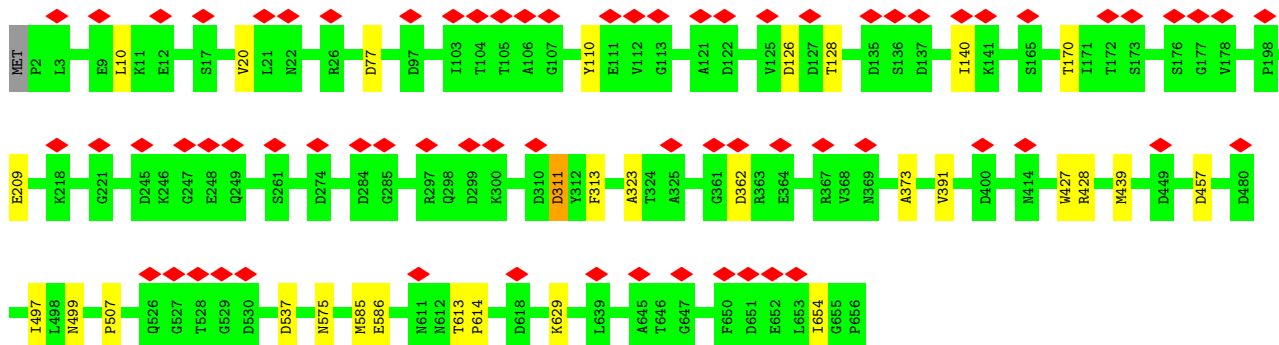 MET P2 L3 E9 L10 K11 E12 S17 V20 L21 N22 R26 D77 D97 I103 T104 T105 A106 G107 Y110 E111 V112 G113 A121 D122 V125 D126 D127 T128 D135 S136 D137 I140 K141 S165 T170 I171 T172 S173 S176 G177 V178 P198
E209 K218 G221 D245 K246 G247 E248 Q249 S261 D274 D284 G285 R297 Q298 D299 K300 D310 D311 Y312 F313 A323 T324 A325 G361 D362 R363 E364 R367 V368 N369 A373 V391 D400 N414 W427 R428 M439 D449 D457 D480
I497 L498 N499 P507 Q526 G527 T528 G529 D530 D537 N575 M585 E586 N611 N612 T613 P614 D618 K629 L639 A645 T646 G647 F650 D651 E652 L653 I654 G655 P656